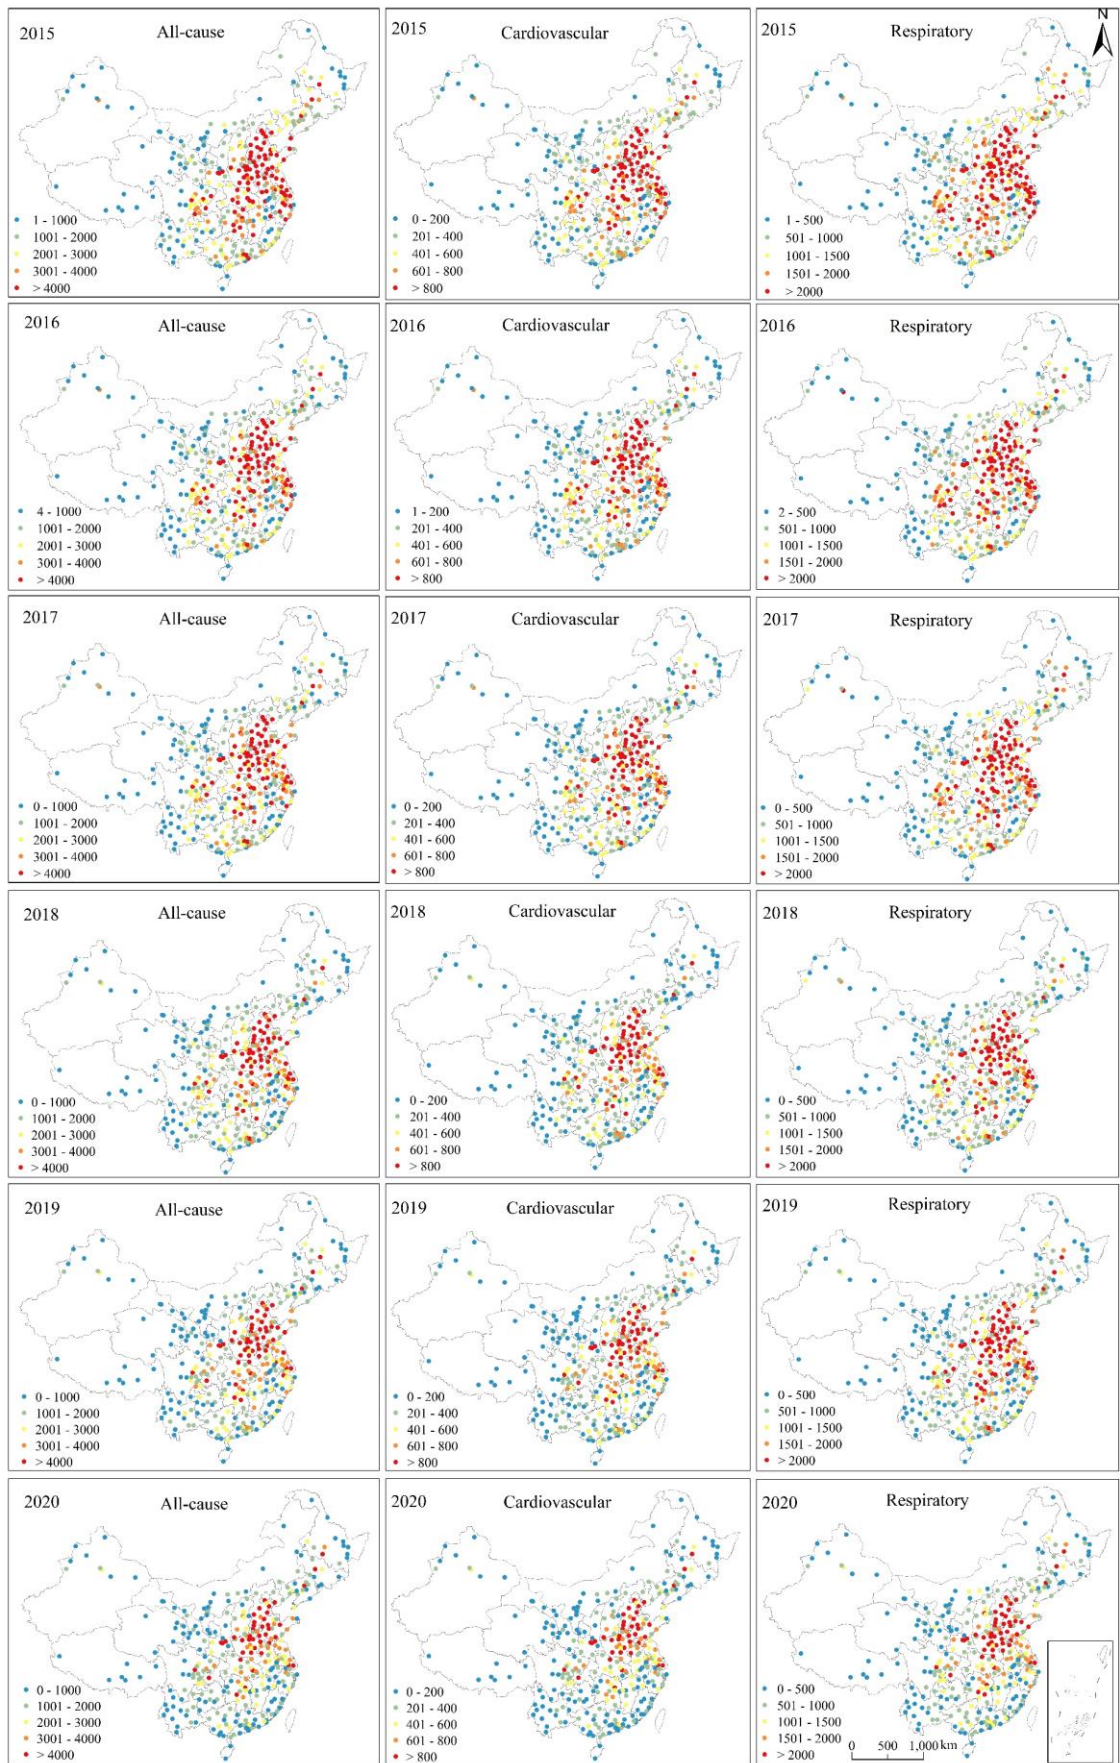 2015 All-cause
1 - 1000
1001 - 2000
2001 - 3000
3001 - 4000
> 4000
2015 Cardiovascular
0 - 200
201 - 400
401 - 600
601 - 800
> 800
2015 Respiratory
N
1 - 500
501 - 1000
1001 - 1500
1501 - 2000
> 2000
2016 All-cause
4 - 1000
1001 - 2000
2001 - 3000
3001 - 4000
> 4000
2016 Cardiovascular
1 - 200
201 - 400
401 - 600
601 - 800
> 800
2016 Respiratory
2 - 500
501 - 1000
1001 - 1500
1501 - 2000
> 2000
2017 All-cause
0 - 1000
1001 - 2000
2001 - 3000
3001 - 4000
> 4000
2017 Cardiovascular
0 - 200
201 - 400
401 - 600
601 - 800
> 800
2017 Respiratory
0 - 500
501 - 1000
1001 - 1500
1501 - 2000
> 2000
2018 All-cause
0 - 1000
1001 - 2000
2001 - 3000
3001 - 4000
> 4000
2018 Cardiovascular
0 - 200
201 - 400
401 - 600
601 - 800
> 800
2018 Respiratory
0 - 500
501 - 1000
1001 - 1500
1501 - 2000
> 2000
2019 All-cause
0 - 1000
1001 - 2000
2001 - 3000
3001 - 4000
> 4000
2019 Cardiovascular
0 - 200
201 - 400
401 - 600
601 - 800
> 800
2019 Respiratory
0 - 500
501 - 1000
1001 - 1500
1501 - 2000
> 2000
2020 All-cause
0 - 1000
1001 - 2000
2001 - 3000
3001 - 4000
> 4000
2020 Cardiovascular
0 - 200
201 - 400
401 - 600
601 - 800
> 800
2020 Respiratory
0 - 500
501 - 1000
1001 - 1500
1501 - 2000
> 2000
0 500 1,000 km